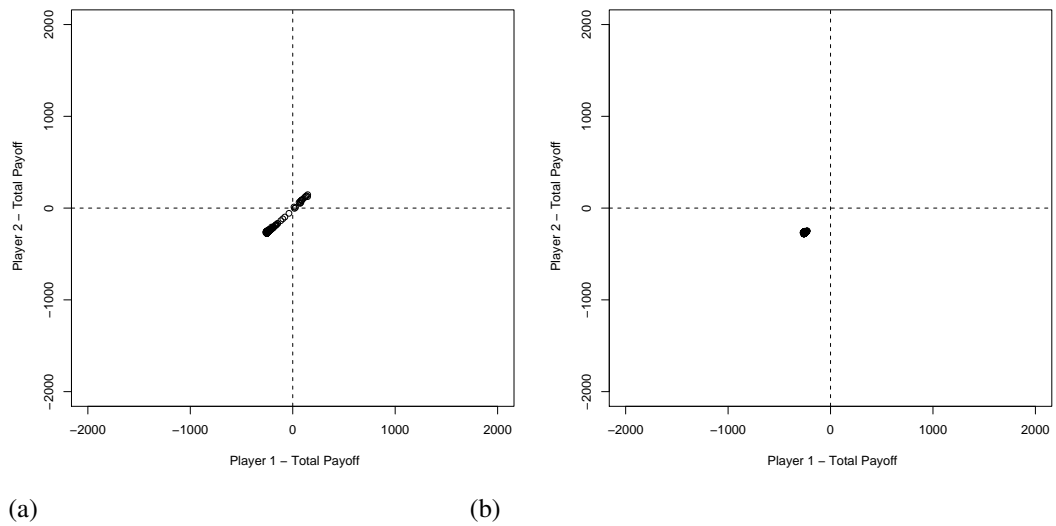 2000
1000
0
−1000
−2000
Player 2 − Total Payoff
−2000 −1000 0 1000 2000
Player 1 − Total Payoff
(a)
2000
1000
0
−1000
−2000
Player 2 − Total Payoff
−2000 −1000 0 1000 2000
Player 1 − Total Payoff
(b)